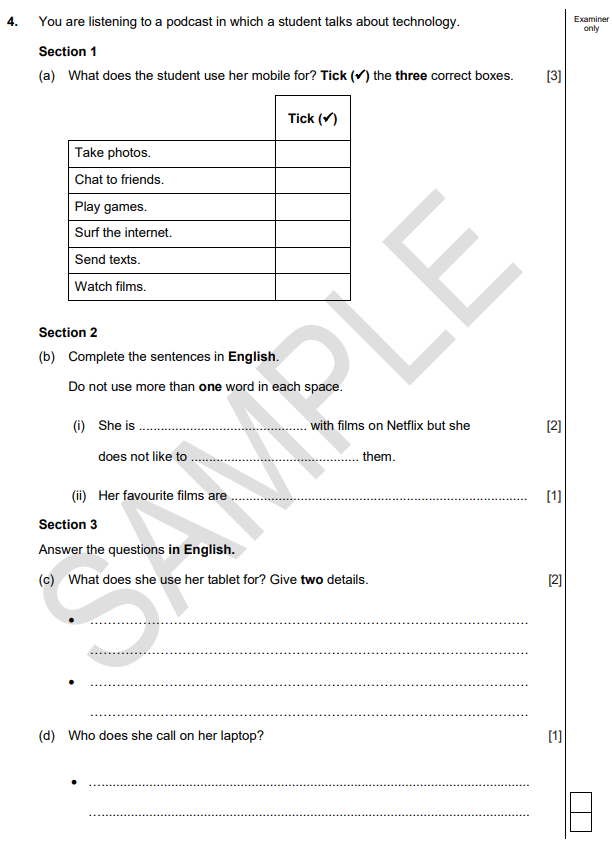 4. You are listening to a podcast in which a student talks about technology.
Examiner
only
Section 1
(a) What does the student use her mobile for? Tick (✓) the three correct boxes. [3]
Tick (✓)
Take photos.
Chat to friends.
Play games.
Surf the internet.
Send texts.
Watch films.
Section 2
(b) Complete the sentences in English.
Do not use more than one word in each space.
(i) She is .............................................. with films on Netflix but she [2]
does not like to .............................................. them.
(ii) Her favourite films are .................................................................................. [1]
Section 3
Answer the questions in English.
(c) What does she use her tablet for? Give two details. [2]
• ........................................................................................................................
........................................................................................................................
• ........................................................................................................................
........................................................................................................................
(d) Who does she call on her laptop? [1]
• ........................................................................................................................
........................................................................................................................
SAMPLE